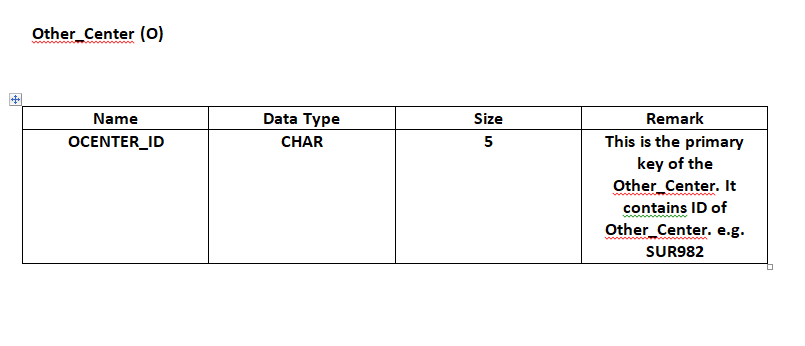 Other_Center (O)
Name Data Type Size Remark
OCENTER_ID CHAR 5 This is the primary
key of the
Other_Center. It
contains ID of
Other_Center. e.g.
SUR982